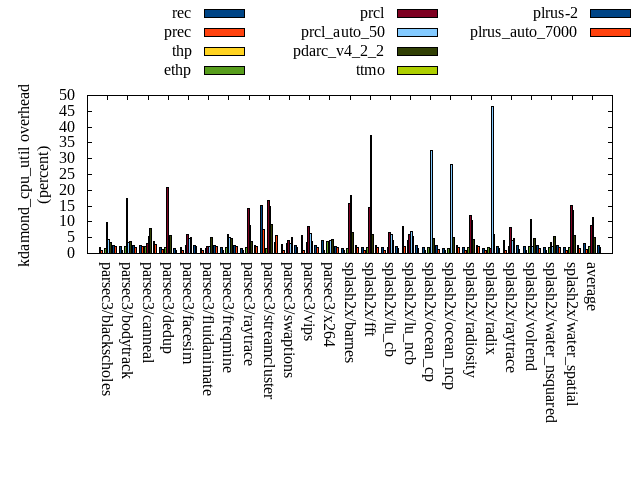 rec
prec
thp
ethp
prcl
prcl_auto_50
pdarc_v4_2_2
ttmo
plrus-2
plrus_auto_7000
kdamond_cpu_util overhead
(percent)
50
45
40
35
30
25
20
15
10
5
0
parsec3/blackscholes
parsec3/bodytrack
parsec3/canneal
parsec3/dedup
parsec3/facesim
parsec3/fluidanimate
parsec3/freqmine
parsec3/raytrace
parsec3/streamcluster
parsec3/swaptions
parsec3/vips
parsec3/x264
splash2x/barnes
splash2x/fft
splash2x/lu_cb
splash2x/lu_ncb
splash2x/ocean_cp
splash2x/ocean_ncp
splash2x/radiosity
splash2x/radix
splash2x/raytrace
splash2x/volrend
splash2x/water_nsquared
splash2x/water_spatial
average